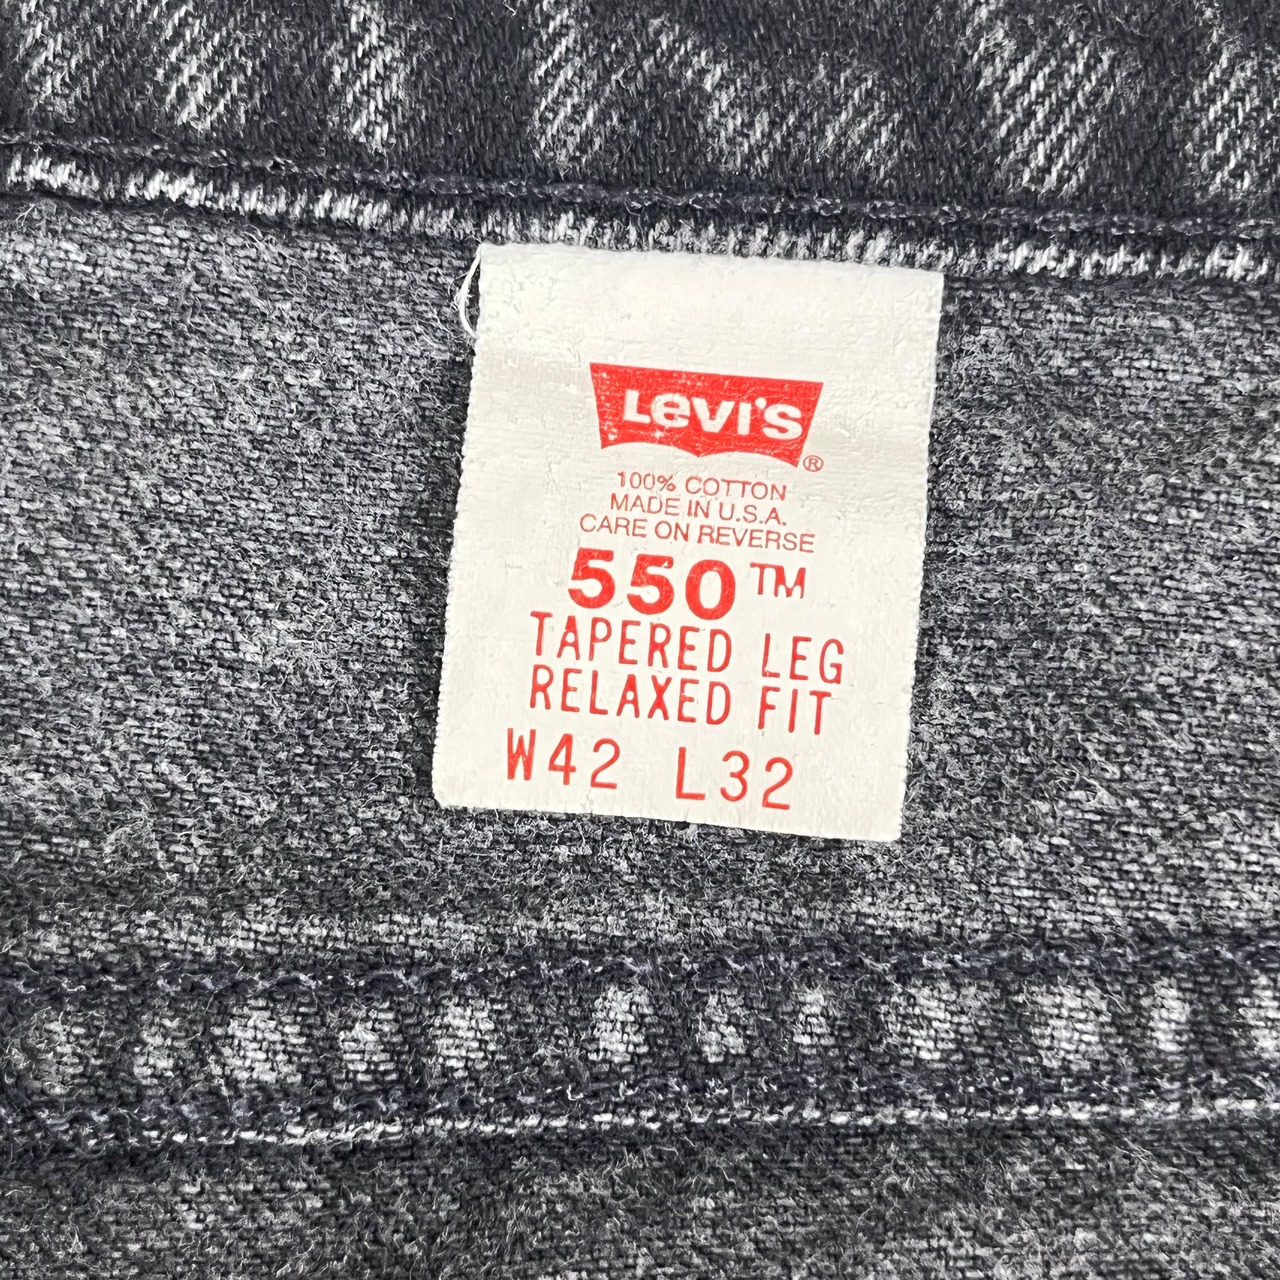 LEVI'S
®
100% COTTON
MADE IN U.S.A.
CARE ON REVERSE
550™
TAPERED LEG
RELAXED FIT
W42 L32